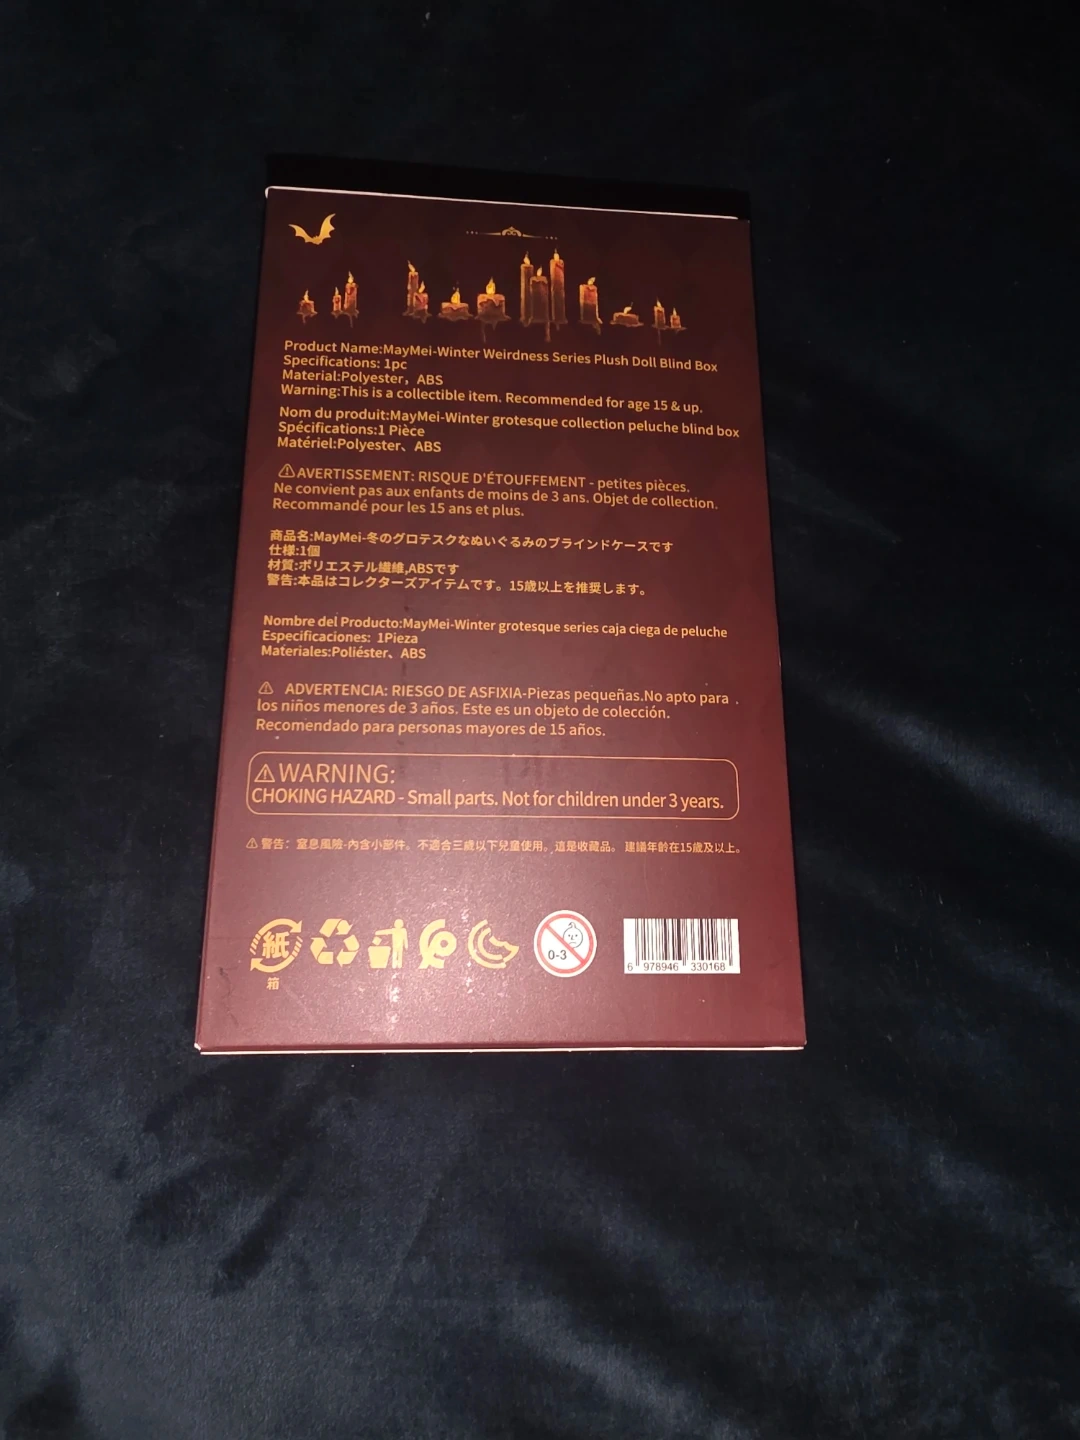 Product Name:MayMei-Winter Weirdness Series Plush Doll Blind Box
Specifications: 1pc
Material:Polyester, ABS
Warning:This is a collectible item. Recommended for age 15 & up.
Nom du produit:MayMei-Winter grotesque collection peluche blind box
Spécifications:1 Pièce
Matériel:Polyester、ABS
⚠AVERTISSEMENT: RISQUE D'ÉTOUFFEMENT - petites pièces.
Ne convient pas aux enfants de moins de 3 ans. Objet de collection.
Recommandé pour les 15 ans et plus.
商品名:MayMei-冬のグロテスクなぬいぐるみのブラインドケースです
仕様:1個
材質:ポリエステル繊維,ABSです
警告:本品はコレクターズアイテムです。15歳以上を推奨します。
Nombre del Producto:MayMei-Winter grotesque series caja ciega de peluche
Especificaciones: 1Pieza
Materiales:Poliéster、ABS
⚠ ADVERTENCIA: RIESGO DE ASFIXIA-Piezas pequeñas.No apto para
los niños menores de 3 años. Este es un objeto de colección.
Recomendado para personas mayores de 15 años.
⚠WARNING:
CHOKING HAZARD - Small parts. Not for children under 3 years.
⚠ 警告：窒息風險-內含小部件。不適合三歲以下兒童使用。這是收藏品。 建議年齡在15歲及以上。
紙
箱
0-3
6 978946 330168